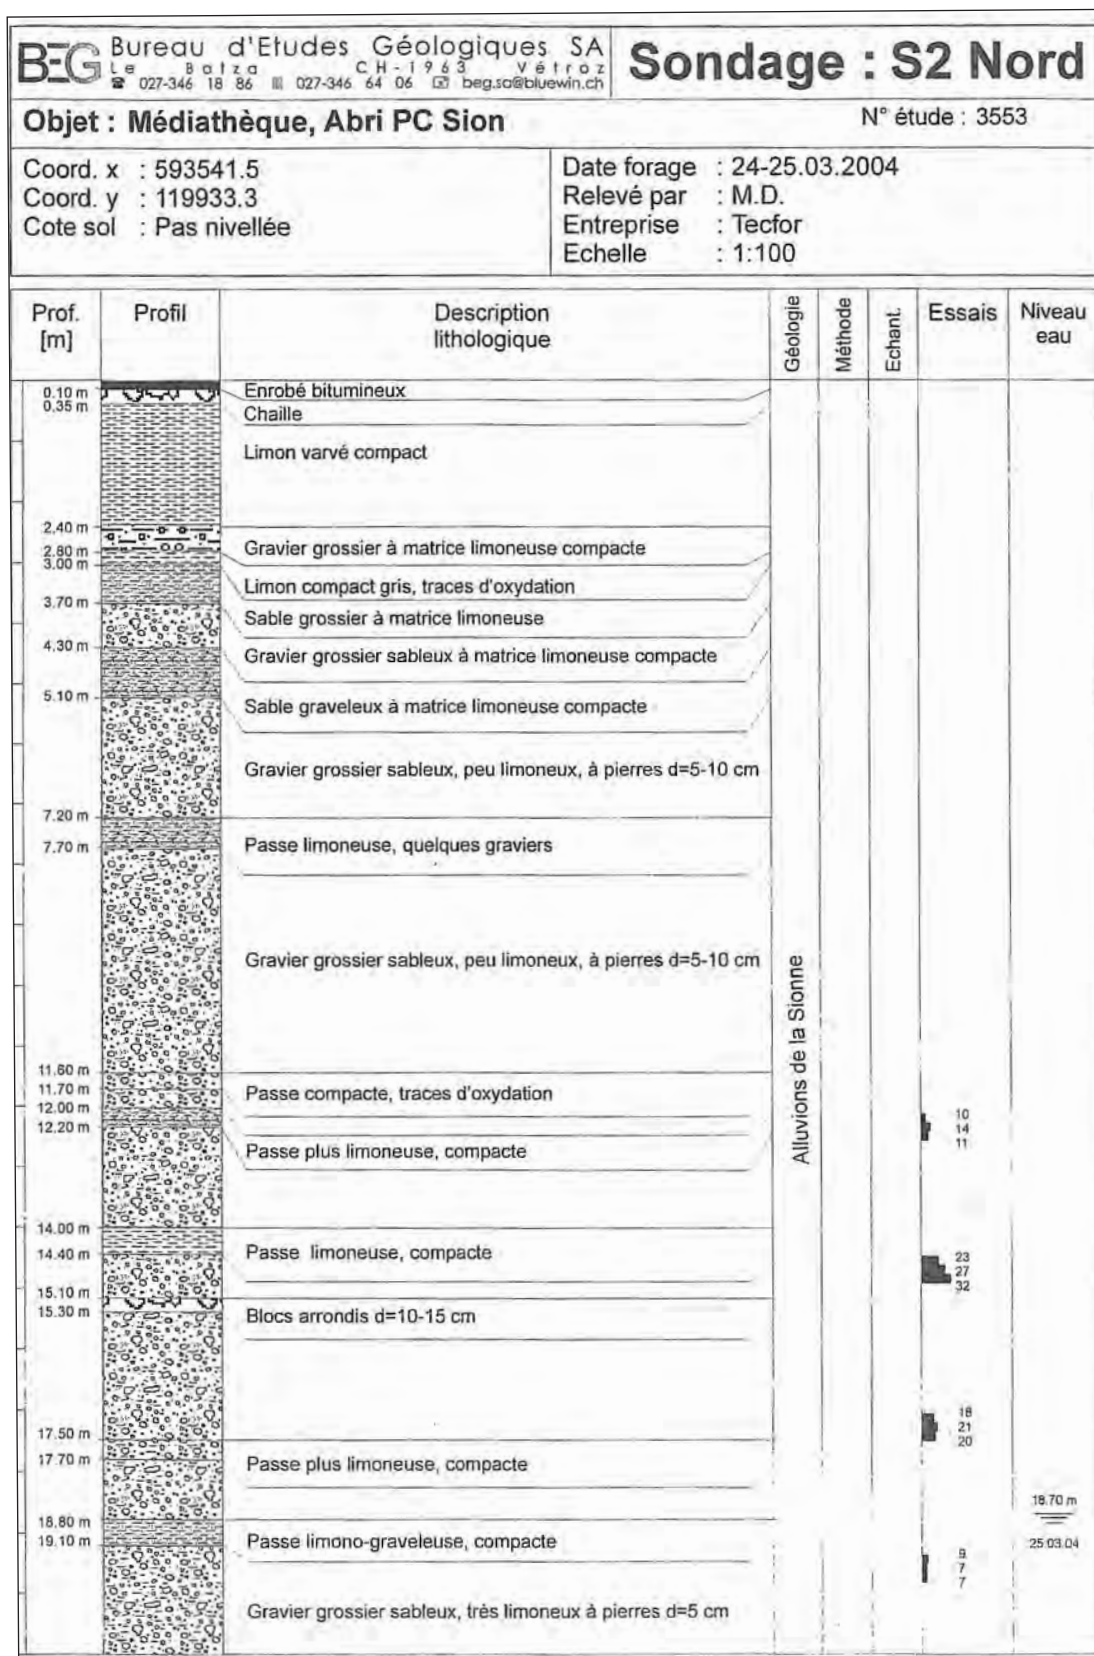 BEG Bureau d'Etudes Géologiques SA
Le Botza CH-1963 Vétroz
027-346 18 86 027-346 64 06 beg.sa@bluewin.ch
Sondage : S2 Nord
Objet : Médiathèque, Abri PC Sion
N° étude : 3553
Coord. x : 593541.5
Coord. y : 119933.3
Cote sol : Pas nivellée
Date forage : 24-25.03.2004
Relevé par : M.D.
Entreprise : Tecfor
Echelle : 1:100
Prof. [m]
Profil
Description lithologique
Géologie
Méthode
Echant.
Essais
Niveau eau
0.10 m
Enrobé bitumineux
0.35 m
Chaille
Limon varvé compact
2.40 m
Gravier grossier à matrice limoneuse compacte
2.80 m
3.00 m
Limon compact gris, traces d'oxydation
3.70 m
Sable grossier à matrice limoneuse
4.30 m
Gravier grossier sableux à matrice limoneuse compacte
5.10 m
Sable graveleux à matrice limoneuse compacte
Gravier grossier sableux, peu limoneux, à pierres d=5-10 cm
7.20 m
7.70 m
Passe limoneuse, quelques graviers
Gravier grossier sableux, peu limoneux, à pierres d=5-10 cm
Alluvions de la Sionne
11.60 m
11.70 m
Passe compacte, traces d'oxydation
12.00 m
12.20 m
Passe plus limoneuse, compacte
10
14
11
14.00 m
14.40 m
Passe limoneuse, compacte
23
27
32
15.10 m
15.30 m
Blocs arrondis d=10-15 cm
18
21
20
17.50 m
17.70 m
Passe plus limoneuse, compacte
18.70 m
18.80 m
19.10 m
Passe limono-graveleuse, compacte
25.03.04
9
7
7
Gravier grossier sableux, très limoneux à pierres d=5 cm